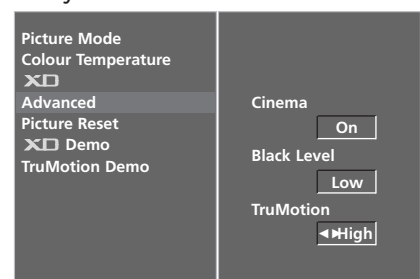 Picture Mode
Colour Temperature
XD
Advanced
Picture Reset
XD Demo
TruMotion Demo
Cinema
On
Black Level
Low
TruMotion
◄►High